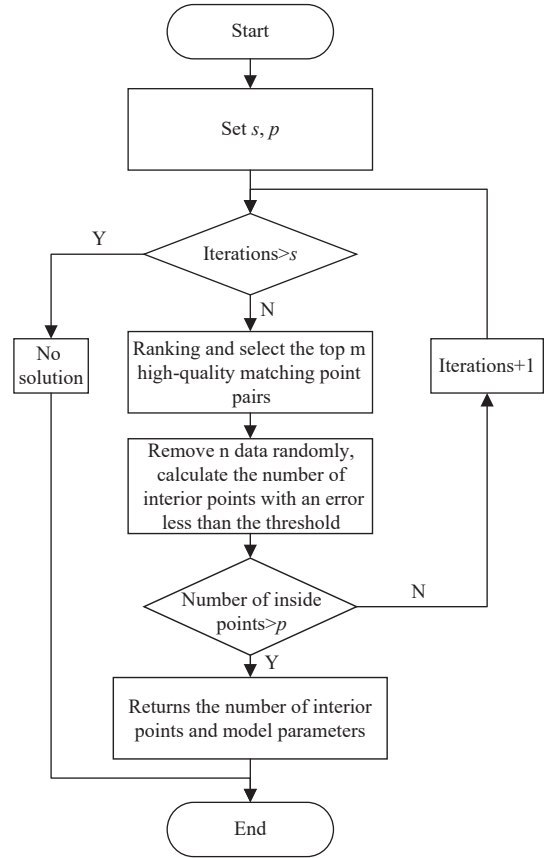 Start
Set s, p
Iterations>s
Y
N
No
solution
Ranking and select the top m
high-quality matching point
pairs
Iterations+1
Remove n data randomly,
calculate the number of
interior points with an error
less than the threshold
Number of inside
points>p
N
Y
Returns the number of interior
points and model parameters
End